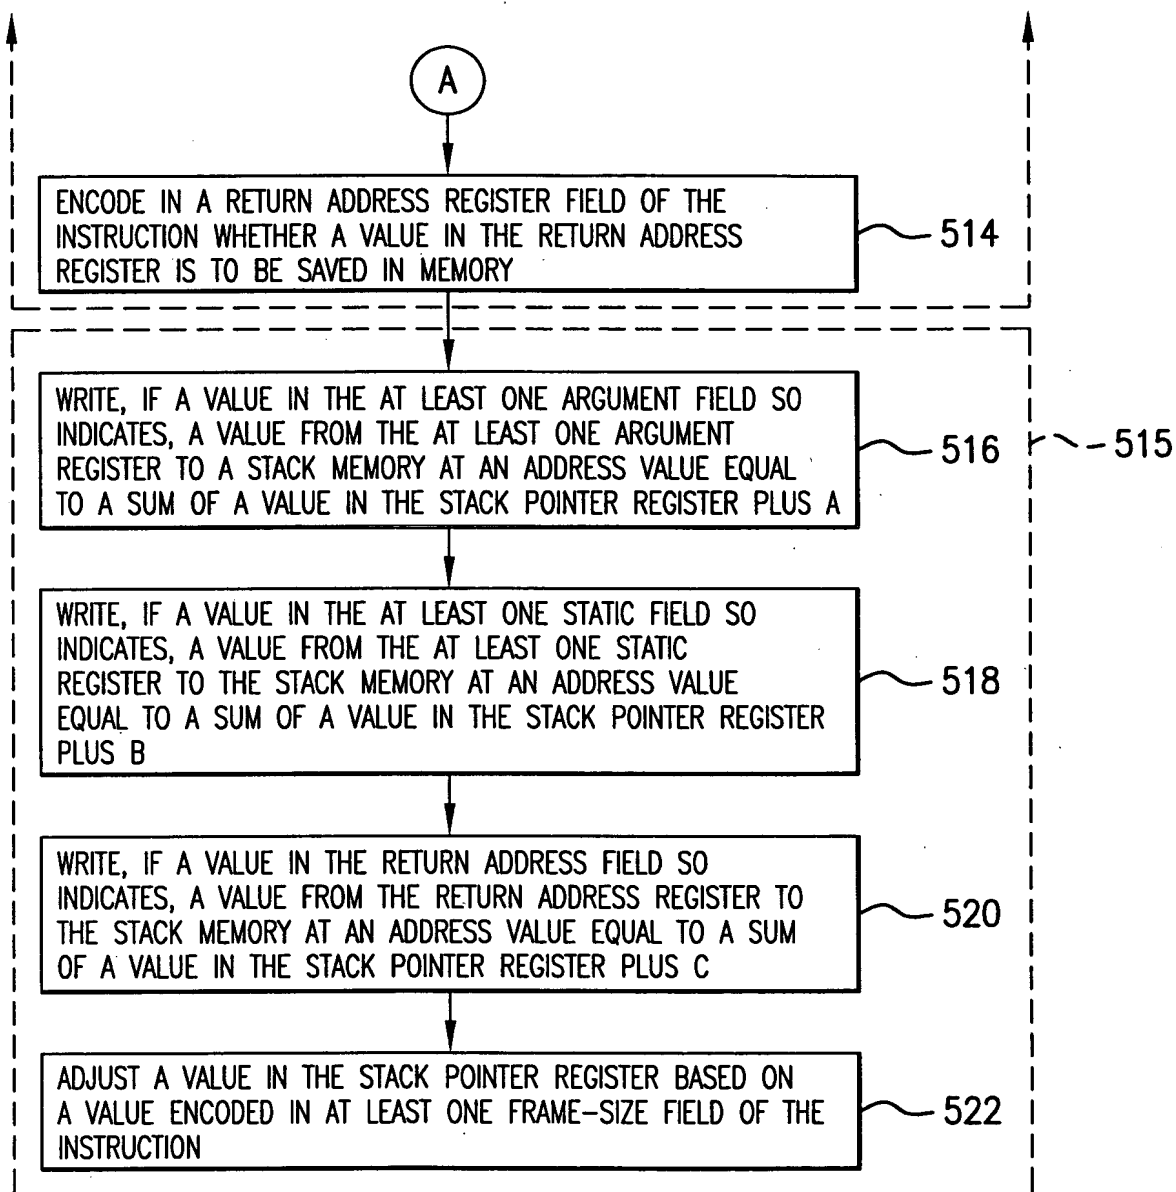 A
ENCODE IN A RETURN ADDRESS REGISTER FIELD OF THE
INSTRUCTION WHETHER A VALUE IN THE RETURN ADDRESS
REGISTER IS TO BE SAVED IN MEMORY
514
WRITE, IF A VALUE IN THE AT LEAST ONE ARGUMENT FIELD SO
INDICATES, A VALUE FROM THE AT LEAST ONE ARGUMENT
REGISTER TO A STACK MEMORY AT AN ADDRESS VALUE EQUAL
TO A SUM OF A VALUE IN THE STACK POINTER REGISTER PLUS A
516
515
WRITE, IF A VALUE IN THE AT LEAST ONE STATIC FIELD SO
INDICATES, A VALUE FROM THE AT LEAST ONE STATIC
REGISTER TO THE STACK MEMORY AT AN ADDRESS VALUE
EQUAL TO A SUM OF A VALUE IN THE STACK POINTER REGISTER
PLUS B
518
WRITE, IF A VALUE IN THE RETURN ADDRESS FIELD SO
INDICATES, A VALUE FROM THE RETURN ADDRESS REGISTER TO
THE STACK MEMORY AT AN ADDRESS VALUE EQUAL TO A SUM
OF A VALUE IN THE STACK POINTER REGISTER PLUS C
520
ADJUST A VALUE IN THE STACK POINTER REGISTER BASED ON
A VALUE ENCODED IN AT LEAST ONE FRAME-SIZE FIELD OF THE
INSTRUCTION
522